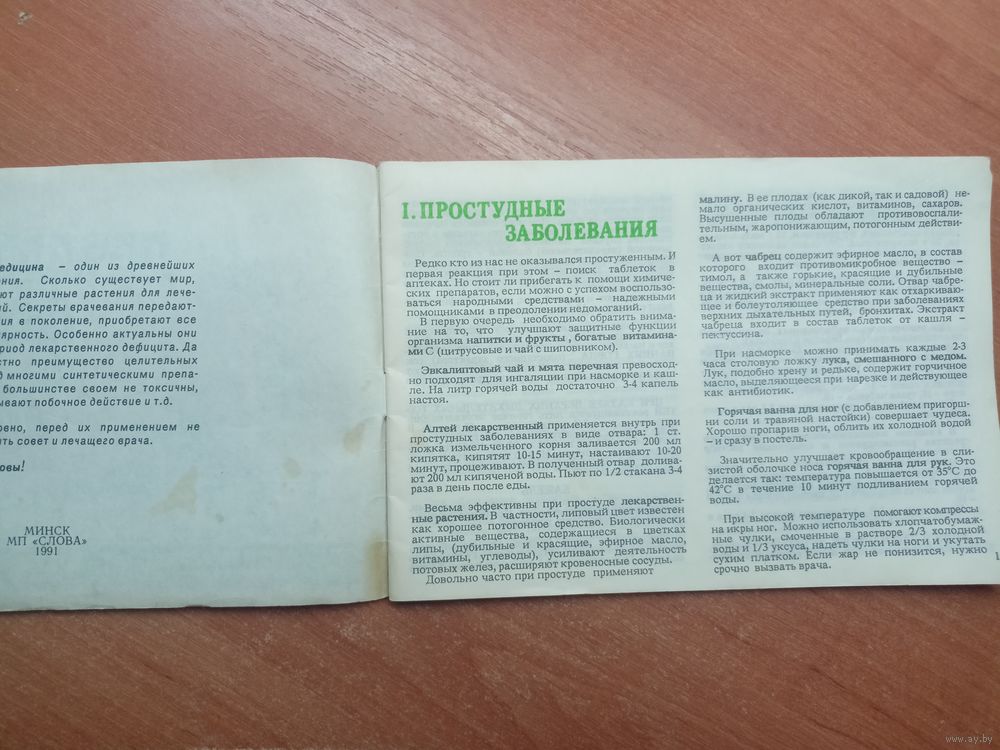 едицина – один из древнейших
ния. Сколько существует мир,
ют различные растения для лече-
й. Секреты врачевания передают-
ия в поколение, приобретают все
лярность. Особенно актуальны они
риод лекарственного дефицита. Да
стно преимущество целительных
д многими синтетическими препа-
большинстве своем не токсичны,
ывают побочное действие и т.д.
овно, перед их применением не
ть совет и лечащего врача.
овы!
МИНСК
МП «СЛОВА»
1991
I. ПРОСТУДНЫЕ
ЗАБОЛЕВАНИЯ
Редко кто из нас не оказывался простуженным. И
первая реакция при этом – поиск таблеток в
аптеках. Но стоит ли прибегать к помощи химиче-
ских препаратов, если можно с успехом воспользо-
ваться народными средствами – надежными
помощниками в преодолении недомоганий.
В первую очередь необходимо обратить внима-
ние на то, что улучшают защитные функции
организма напитки и фрукты , богатые витамина-
ми С (цитрусовые и чай с шиповником).
Эвкалиптовый чай и мята перечная превосход-
но подходят для ингаляции при насморке и каш-
ле. На литр горячей воды достаточно 3-4 капель
настоя.
Алтей лекарственный применяется внутрь при
простудных заболеваниях в виде отвара: 1 ст.
ложка измельченного корня заливается 200 мл
кипятка, кипятят 10-15 минут, настаивают 10-20
минут, процеживают. В полученный отвар долива-
ют 200 мл кипяченой воды. Пьют по 1/2 стакана 3-4
раза в день после еды.
Весьма эффективны при простуде лекарствен-
ные растения. В частности, липовый цвет известен
как хорошее потогонное средство. Биологически
активные вещества, содержащиеся в цветках
липы, (дубильные и красящие, эфирное масло,
витамины, углеводы), усиливают деятельность
потовых желез, расширяют кровеносные сосуды.
Довольно часто при простуде применяют
малину. В ее плодах (как дикой, так и садовой) не-
мало органических кислот, витаминов, сахаров.
Высушенные плоды обладают противовоспали-
тельным, жаропонижающим, потогонным действи-
ем.
А вот чабрец содержит эфирное масло, в состав
которого входит противомикробное вещество –
тимол, а также горькие, красящие и дубильные
вещества, смолы, минеральные соли. Отвар чабре-
ца и жидкий экстракт применяют как отхаркиваю-
щее и болеутоляющее средство при заболеваниях
верхних дыхательных путей, бронхитах. Экстракт
чабреца входит в состав таблеток от кашля –
пектуссина.
При насморке можно принимать каждые 2-3
часа столовую ложку лука, смешанного с медом.
Лук, подобно хрену и редьке, содержит горчичное
масло, выделяющееся при нарезке и действующее
как антибиотик.
Горячая ванна для ног (с добавлением пригорш-
ни соли и травяной настойки) совершает чудеса.
Хорошо пропарив ноги, облить их холодной водой
– и сразу в постель.
Значительно улучшает кровообращение в сли-
зистой оболочке носа горячая ванна для рук. Это
делается так: температура повышается от 35°С до
42°С в течение 10 минут подливанием горячей
воды.
При высокой температуре помогают компрессы
на икры ног. Можно использовать хлопчатобумаж-
ные чулки, смоченные в растворе 2/3 холодной
воды и 1/3 уксуса, надеть чулки на ноги и укутать
сухим платком. Если жар не понизится, нужно
срочно вызвать врача.
1
www.ay.by